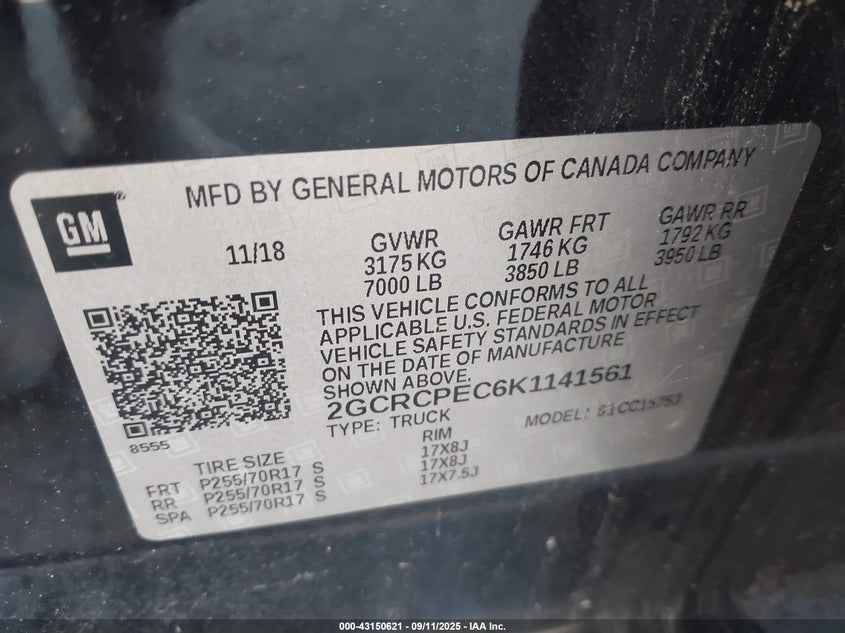 MFD BY GENERAL MOTORS OF CANADA COMPANY
GM
11/18
GVWR
3175 KG
7000 LB
GAWR FRT
1746 KG
3850 LB
GAWR RR
1792 KG
3950 LB
THIS VEHICLE CONFORMS TO ALL
APPLICABLE U.S. FEDERAL MOTOR
VEHICLE SAFETY STANDARDS IN EFFECT
ON THE DATE OF MANUFACTURE
SHOWN ABOVE.
2GCRCPEC6K1141561
TYPE: TRUCK
MODEL:
8555
TIRE SIZE
RIM
FRT P255/70R17 S 17X8J
RR P255/70R17 S 17X8J
SPA P255/70R17 S 17X7.5J
000-43150621 - 09/11/2025 - IAA Inc.